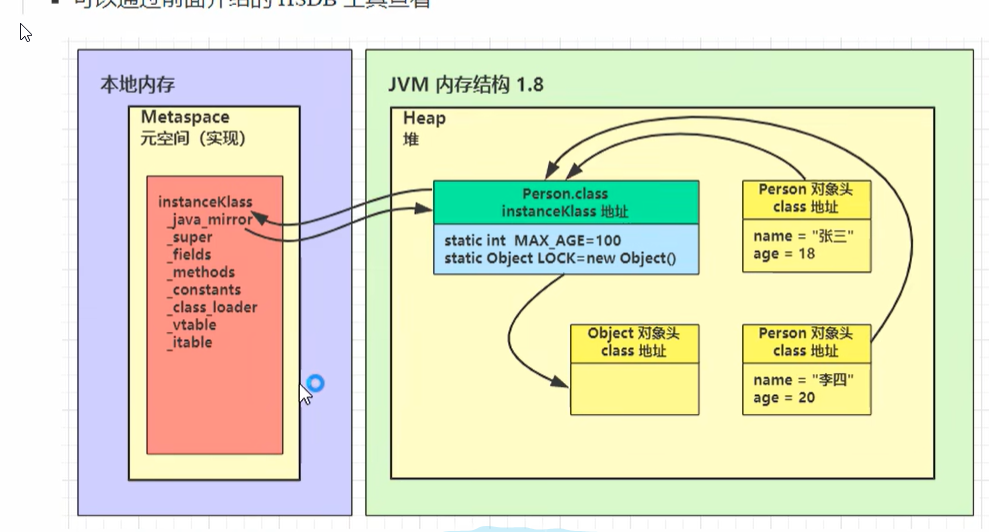 可以通过前面介绍的 HSDB 工具查看
本地内存
Metaspace
元空间（实现）
instanceKlass
_java_mirror
_super
_fields
_methods
_constants
_class_loader
_vtable
_itable
JVM 内存结构 1.8
Heap
堆
Person.class
instanceKlass 地址
static int MAX_AGE=100
static Object LOCK=new Object()
Person 对象头
class 地址
name = "张三"
age = 18
Object 对象头
class 地址
Person 对象头
class 地址
name = "李四"
age = 20